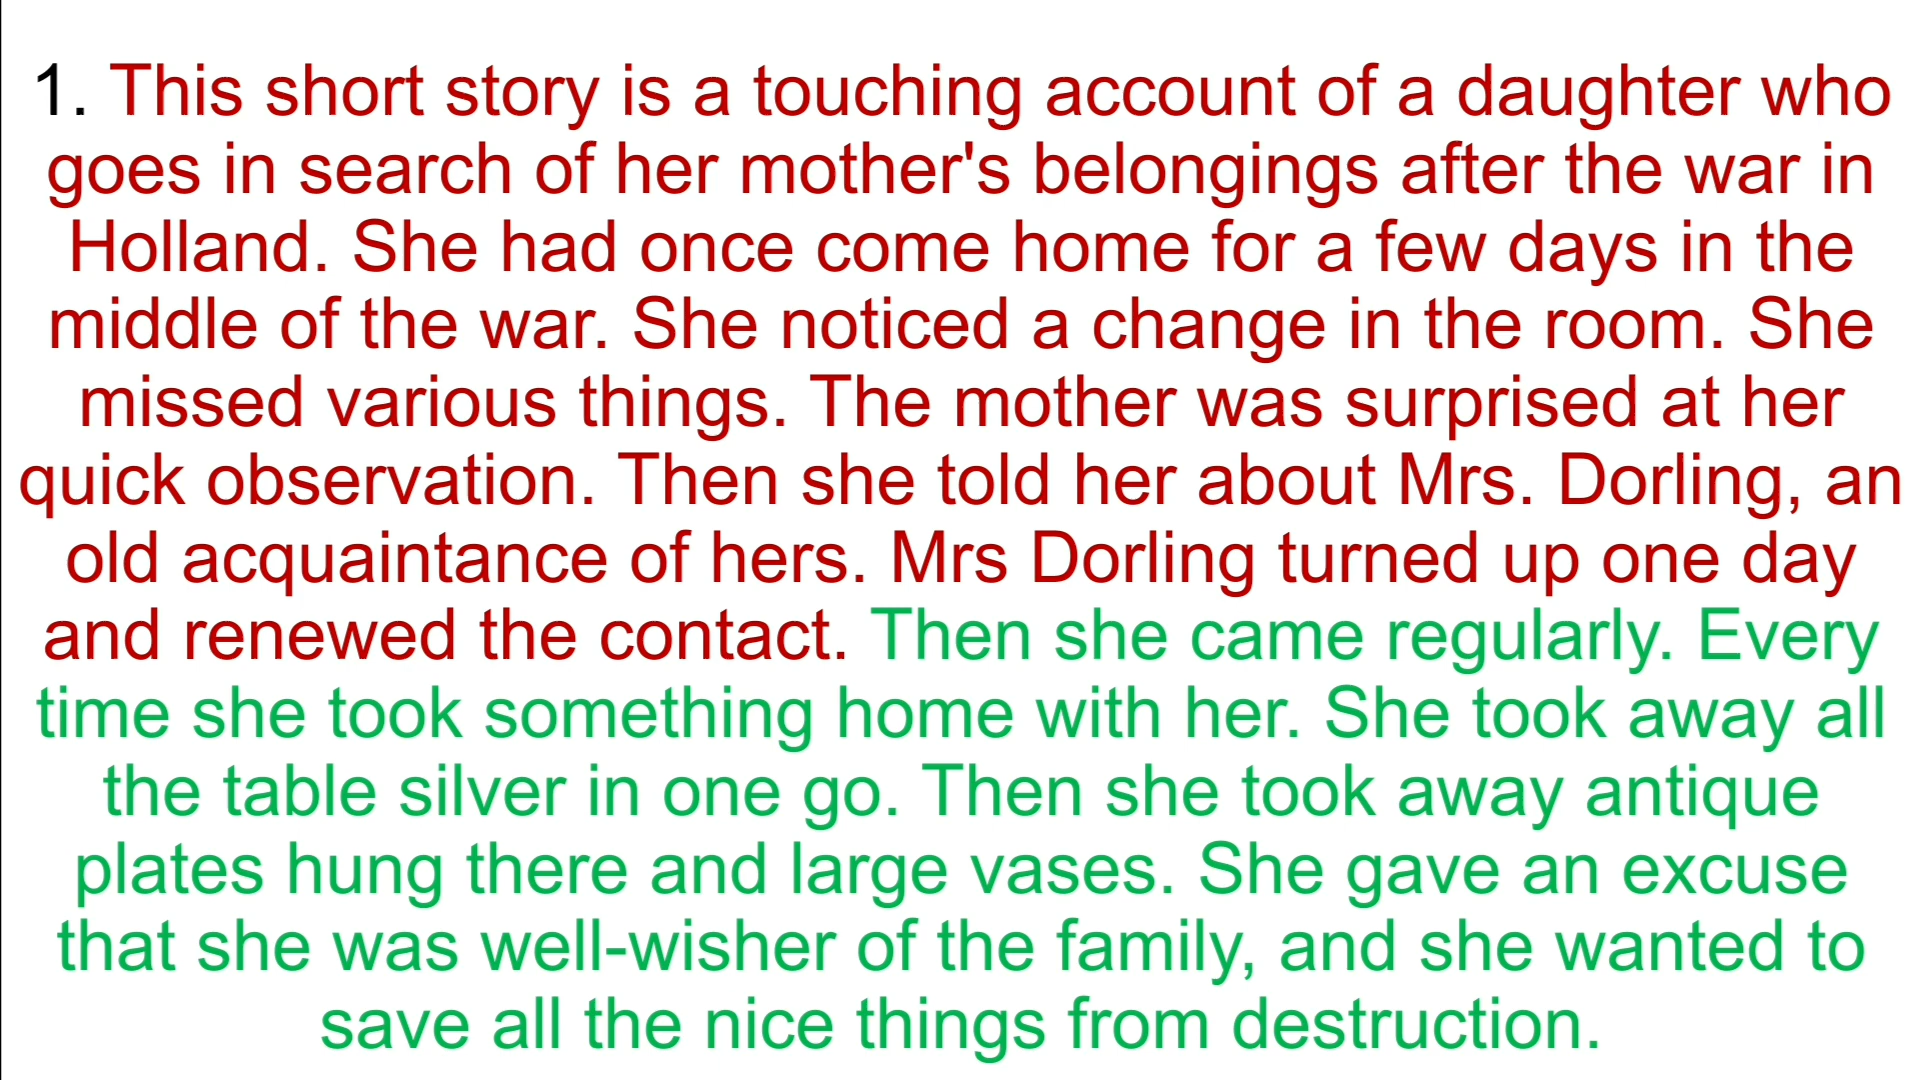 1. This short story is a touching account of a daughter who
goes in search of her mother's belongings after the war in
Holland. She had once come home for a few days in the
middle of the war. She noticed a change in the room. She
missed various things. The mother was surprised at her
quick observation. Then she told her about Mrs. Dorling, an
old acquaintance of hers. Mrs Dorling turned up one day
and renewed the contact. Then she came regularly. Every
time she took something home with her. She took away all
the table silver in one go. Then she took away antique
plates hung there and large vases. She gave an excuse
that she was well-wisher of the family, and she wanted to
save all the nice things from destruction.